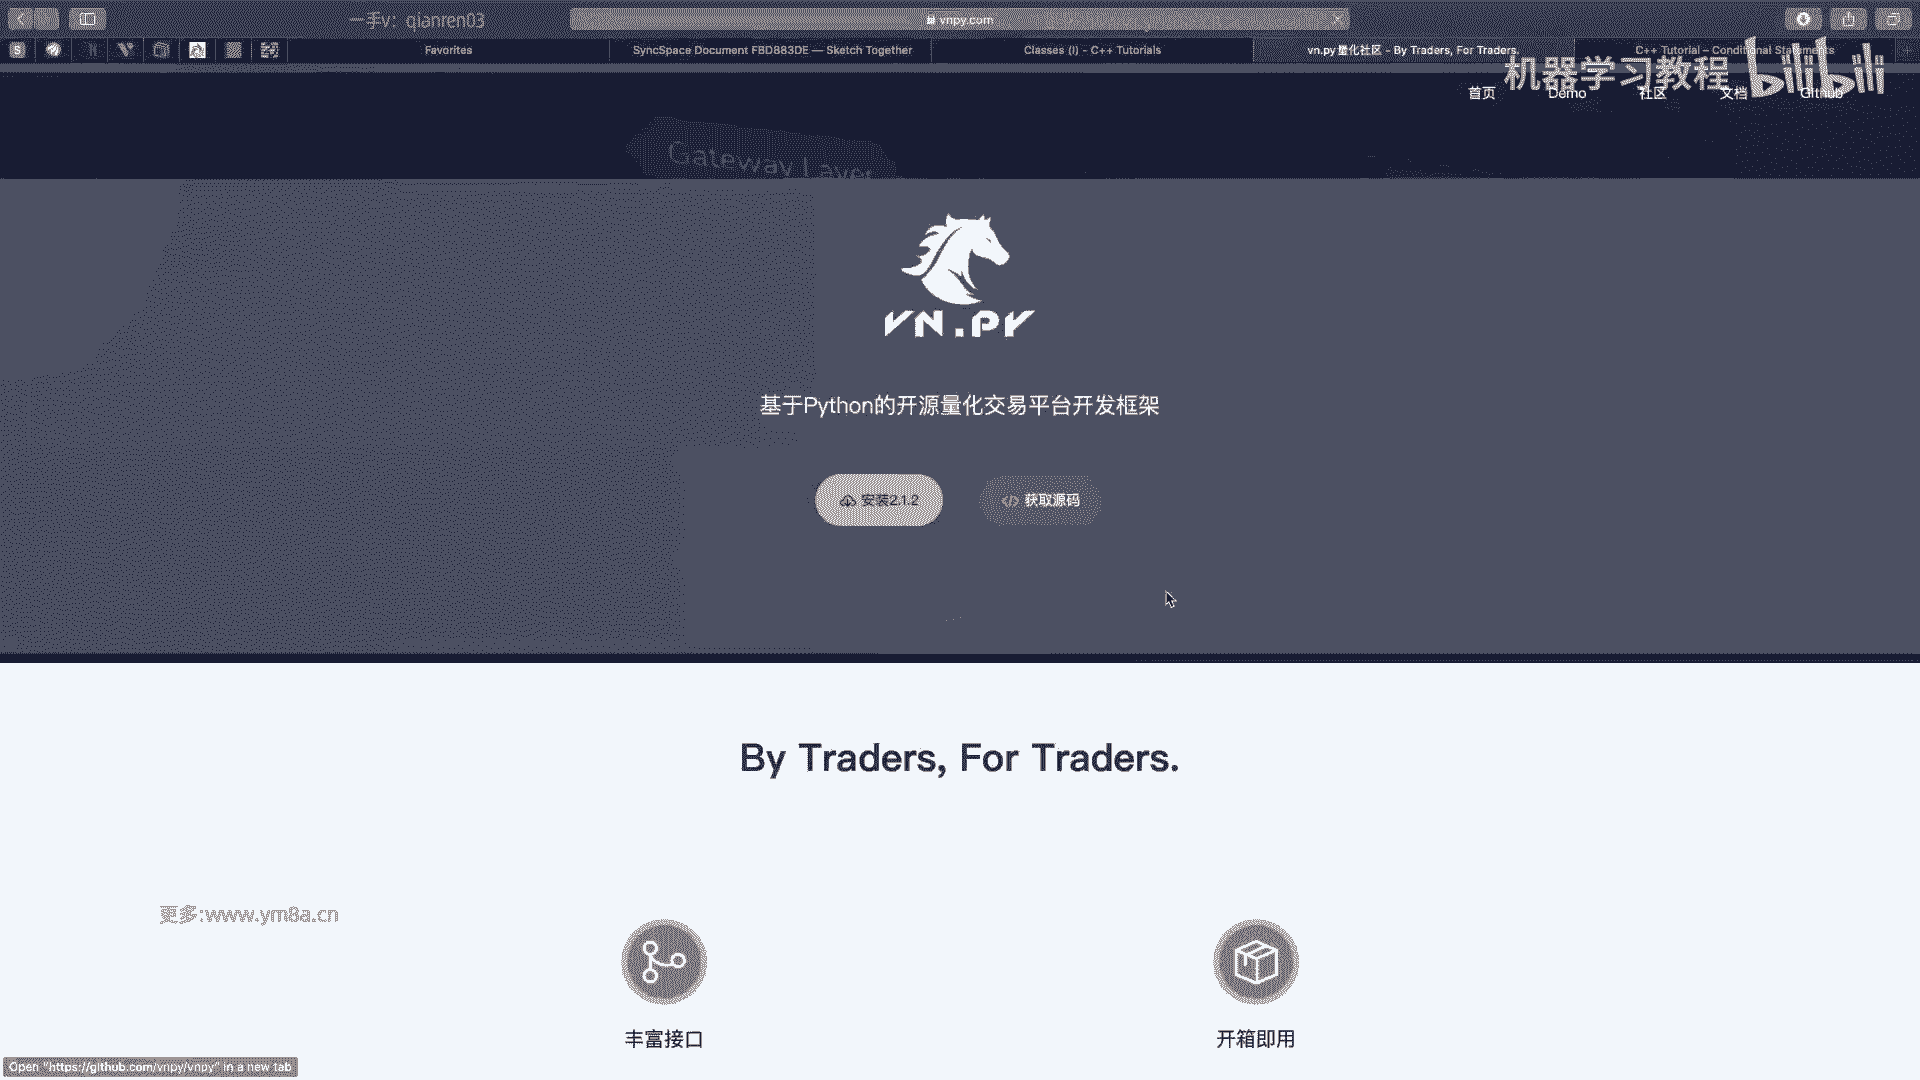 一手v：qianren03
vnpy.com
S
Favorites
SyncSpace Document FBD883DE — Sketch Together
Classes (I) - C++ Tutorials
vn.py量化社区 - By Traders, For Traders.
C++ Tutorial – Conditional Statements
机器学习教程 bilibili
首页
Demo
社区
文档
Github
Gateway Layer
VN.PY
基于Python的开源量化交易平台开发框架
安装2.1.2
</> 获取源码
By Traders, For Traders.
更多:www.ym8a.cn
丰富接口
开箱即用
Open "https://github.com/vnpy/vnpy" in a new tab